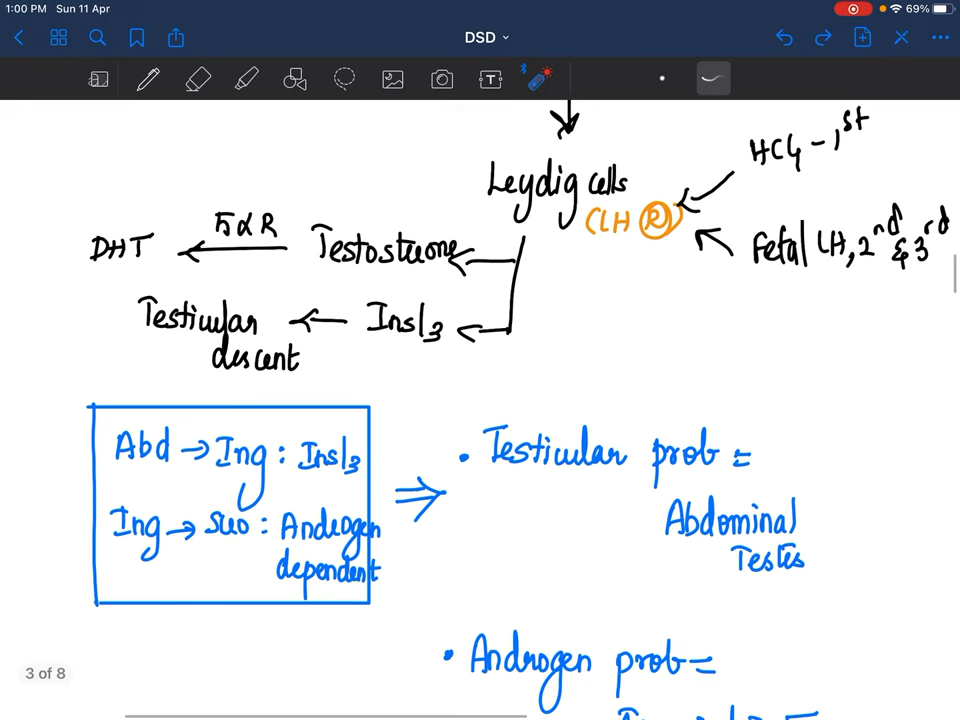 1:00 PM Sun 11 Apr
69%
DSD
T
Leydig cells
(LH R)
HCG - 1st
Fetal LH, 2nd & 3rd
DHT
5αR
Testosterone
Testicular
descent
Insl3
Abd → Ing : Insl3
Ing → Scro : Androgen
dependent
• Testicular prob =
Abdominal
Testes
• Androgen prob =
3 of 8